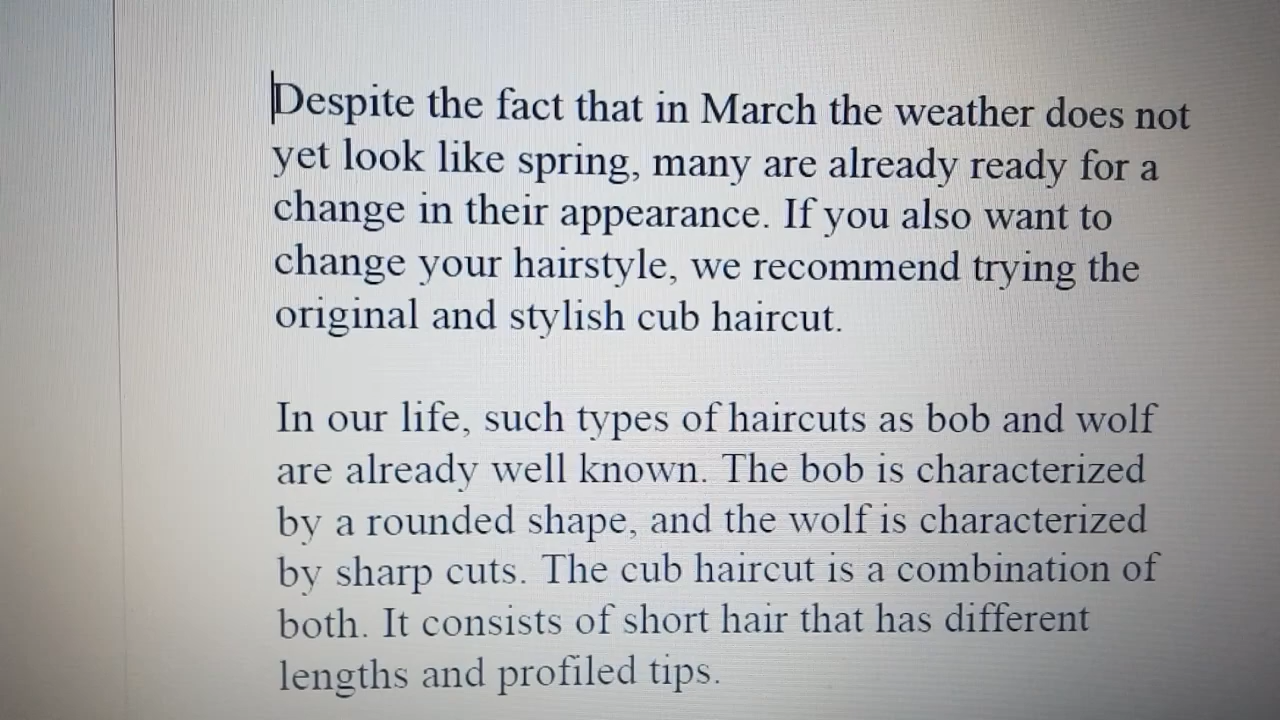 Despite the fact that in March the weather does not
yet look like spring, many are already ready for a
change in their appearance. If you also want to
change your hairstyle, we recommend trying the
original and stylish cub haircut.
In our life, such types of haircuts as bob and wolf
are already well known. The bob is characterized
by a rounded shape, and the wolf is characterized
by sharp cuts. The cub haircut is a combination of
both. It consists of short hair that has different
lengths and profiled tips.